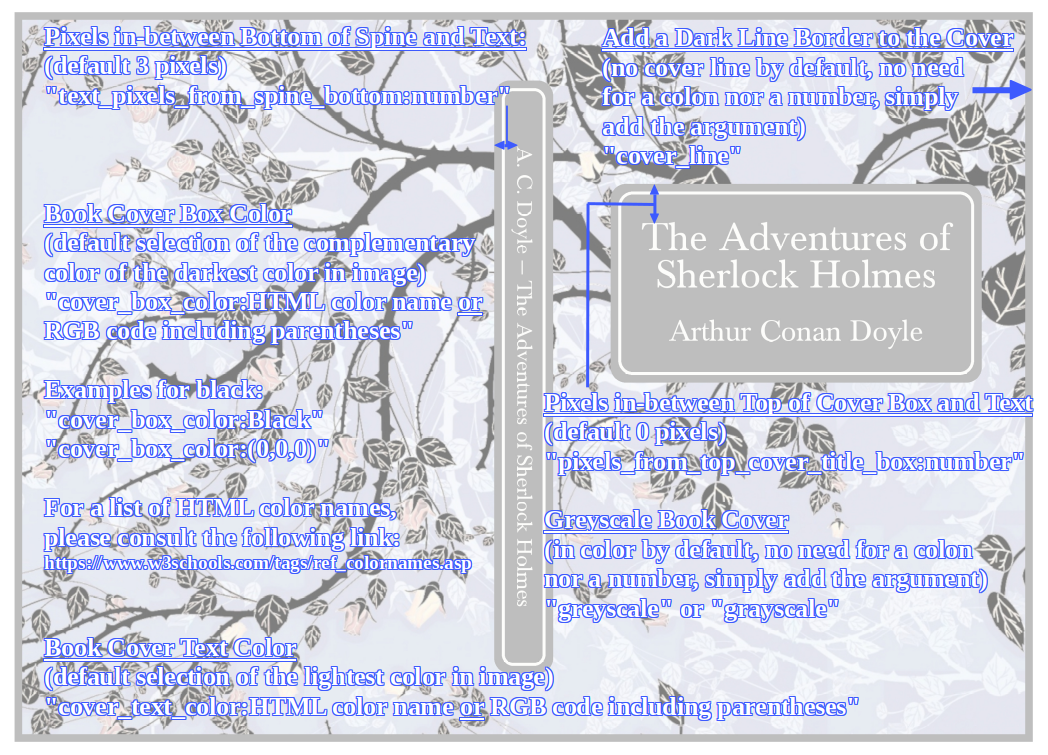 Pixels in-between Bottom of Spine and Text:
(default 3 pixels)
"text_pixels_from_spine_bottom:number"
Add a Dark Line Border to the Cover
(no cover line by default, no need
for a colon nor a number, simply
add the argument)
"cover_line"
Book Cover Box Color
(default selection of the complementary
color of the darkest color in image)
"cover_box_color:HTML color name or
RGB code including parentheses"
Examples for black:
"cover_box_color:Black"
"cover_box_color:(0,0,0)"
For a list of HTML color names,
please consult the following link:
https://www.w3schools.com/tags/ref_colornames.asp
A. C. Doyle — The Adventures of Sherlock Holmes
The Adventures of
Sherlock Holmes
Arthur Conan Doyle
Pixels in-between Top of Cover Box and Text
(default 0 pixels)
"pixels_from_top_cover_title_box:number"
Greyscale Book Cover
(in color by default, no need for a colon
nor a number, simply add the argument)
"greyscale" or "grayscale"
Book Cover Text Color
(default selection of the lightest color in image)
"cover_text_color:HTML color name or RGB code including parentheses"